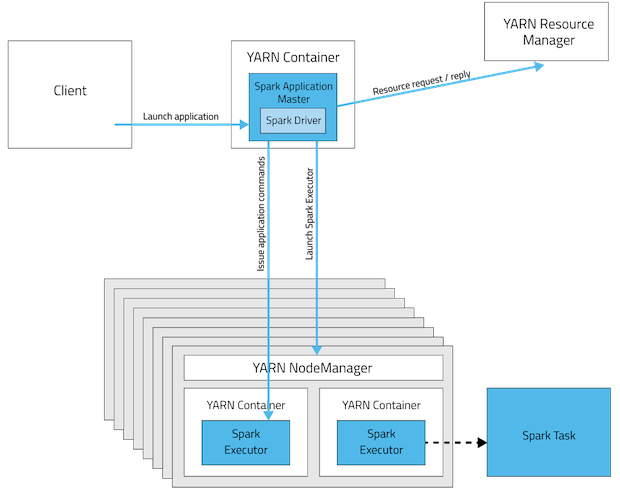 Client
YARN Container
Spark Application
Master
Spark Driver
YARN Resource
Manager
Launch application
Resource request / reply
Issue application commands
Launch Spark Executor
YARN NodeManager
YARN Container
Spark
Executor
YARN Container
Spark
Executor
Spark Task